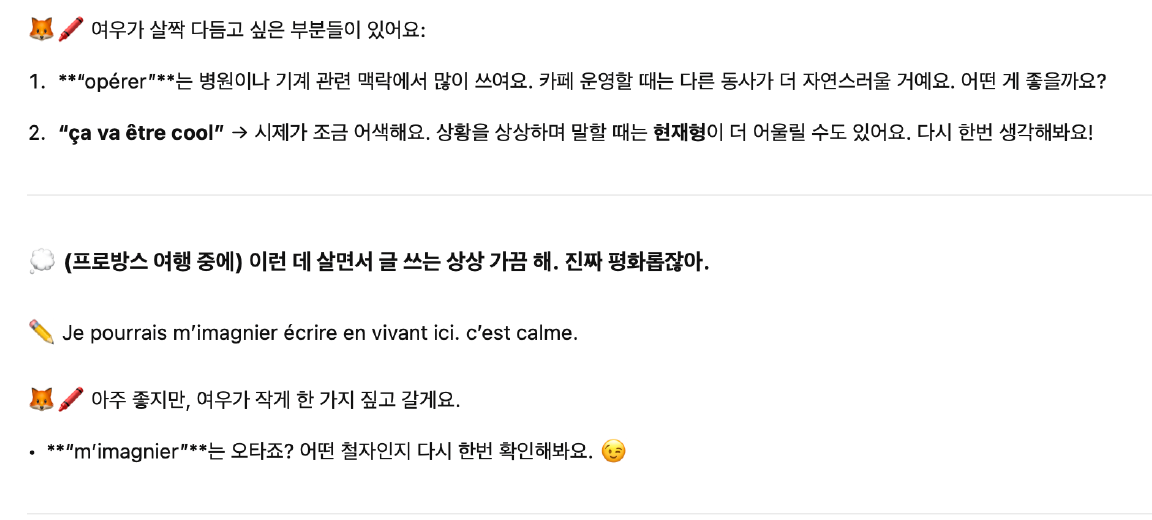 🦊🖍️ 여우가 살짝 다듬고 싶은 부분들이 있어요:
1. **“opérer”**는 병원이나 기계 관련 맥락에서 많이 쓰여요. 카페 운영할 때는 다른 동사가 더 자연스러울 거예요. 어떤 게 좋을까요?
2. “ça va être cool” → 시제가 조금 어색해요. 상황을 상상하며 말할 때는 현재형이 더 어울릴 수도 있어요. 다시 한번 생각해봐요!
💭 (프로방스 여행 중에) 이런 데 살면서 글 쓰는 상상 가끔 해. 진짜 평화롭잖아.
✏️ Je pourrais m’imagnier écrire en vivant ici. c’est calme.
🦊🖍️ 아주 좋지만, 여우가 작게 한 가지 짚고 갈게요.
• **“m’imagnier”**는 오타죠? 어떤 철자인지 다시 한번 확인해봐요. 😉